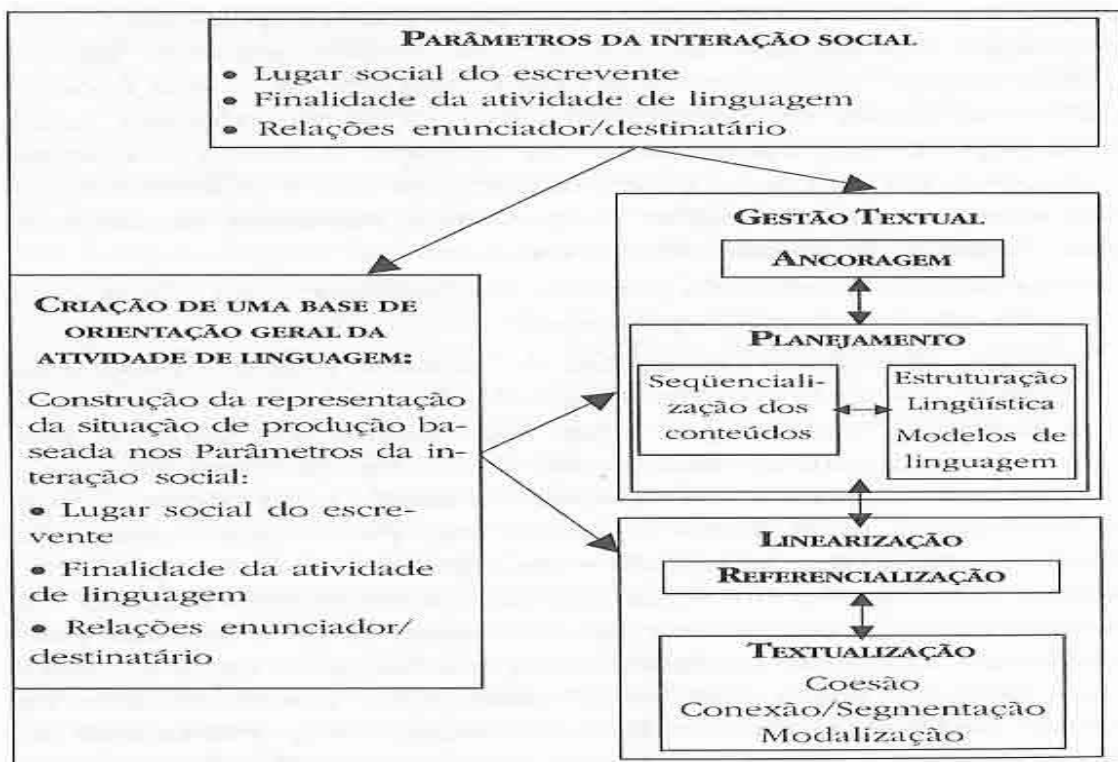 PARÂMETROS DA INTERAÇÃO SOCIAL
• Lugar social do escrevente
• Finalidade da atividade de linguagem
• Relações enunciador/destinatário
CRIAÇÃO DE UMA BASE DE
ORIENTAÇÃO GERAL DA
ATIVIDADE DE LINGUAGEM:
Construção da representação
da situação de produção ba-
seada nos Parâmetros da in-
teração social:
• Lugar social do escre-
vente
• Finalidade da atividade
de linguagem
• Relações enunciador/
destinatário
GESTÃO TEXTUAL
ANCORAGEM
PLANEJAMENTO
Seqüenciali-
zação dos
conteúdos
Estruturação
Lingüística
Modelos de
linguagem
LINEARIZAÇÃO
REFERENCIALIZAÇÃO
TEXTUALIZAÇÃO
Coesão
Conexão/Segmentação
Modalização